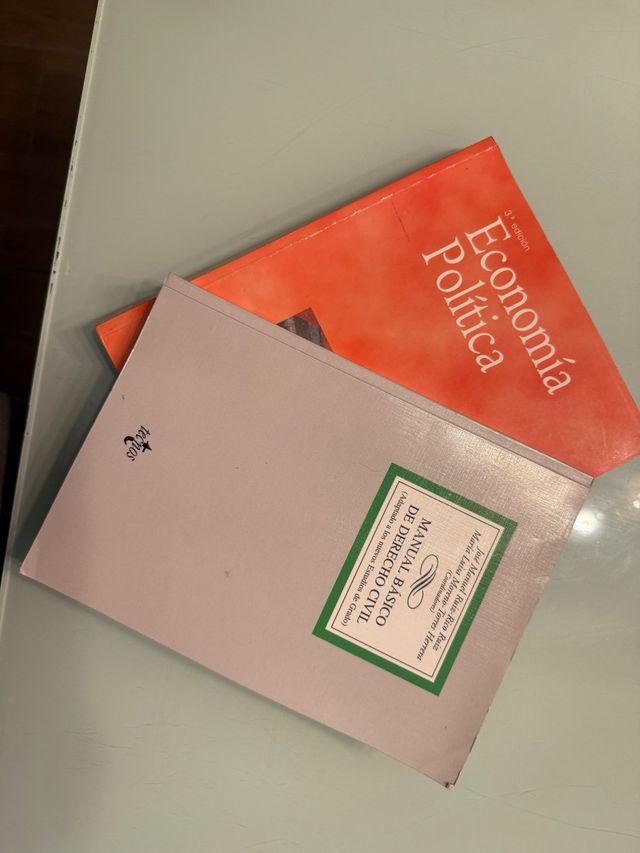 3.ª edición
Economía
Política
José Manuel Ruiz-Rico Ruiz
María Luisa Moreno-Torres Herrera
(Coordinadores)
MANUAL BÁSICO
DE DERECHO CIVIL
(Adaptado a los nuevos Estudios de Grado)
tecnos